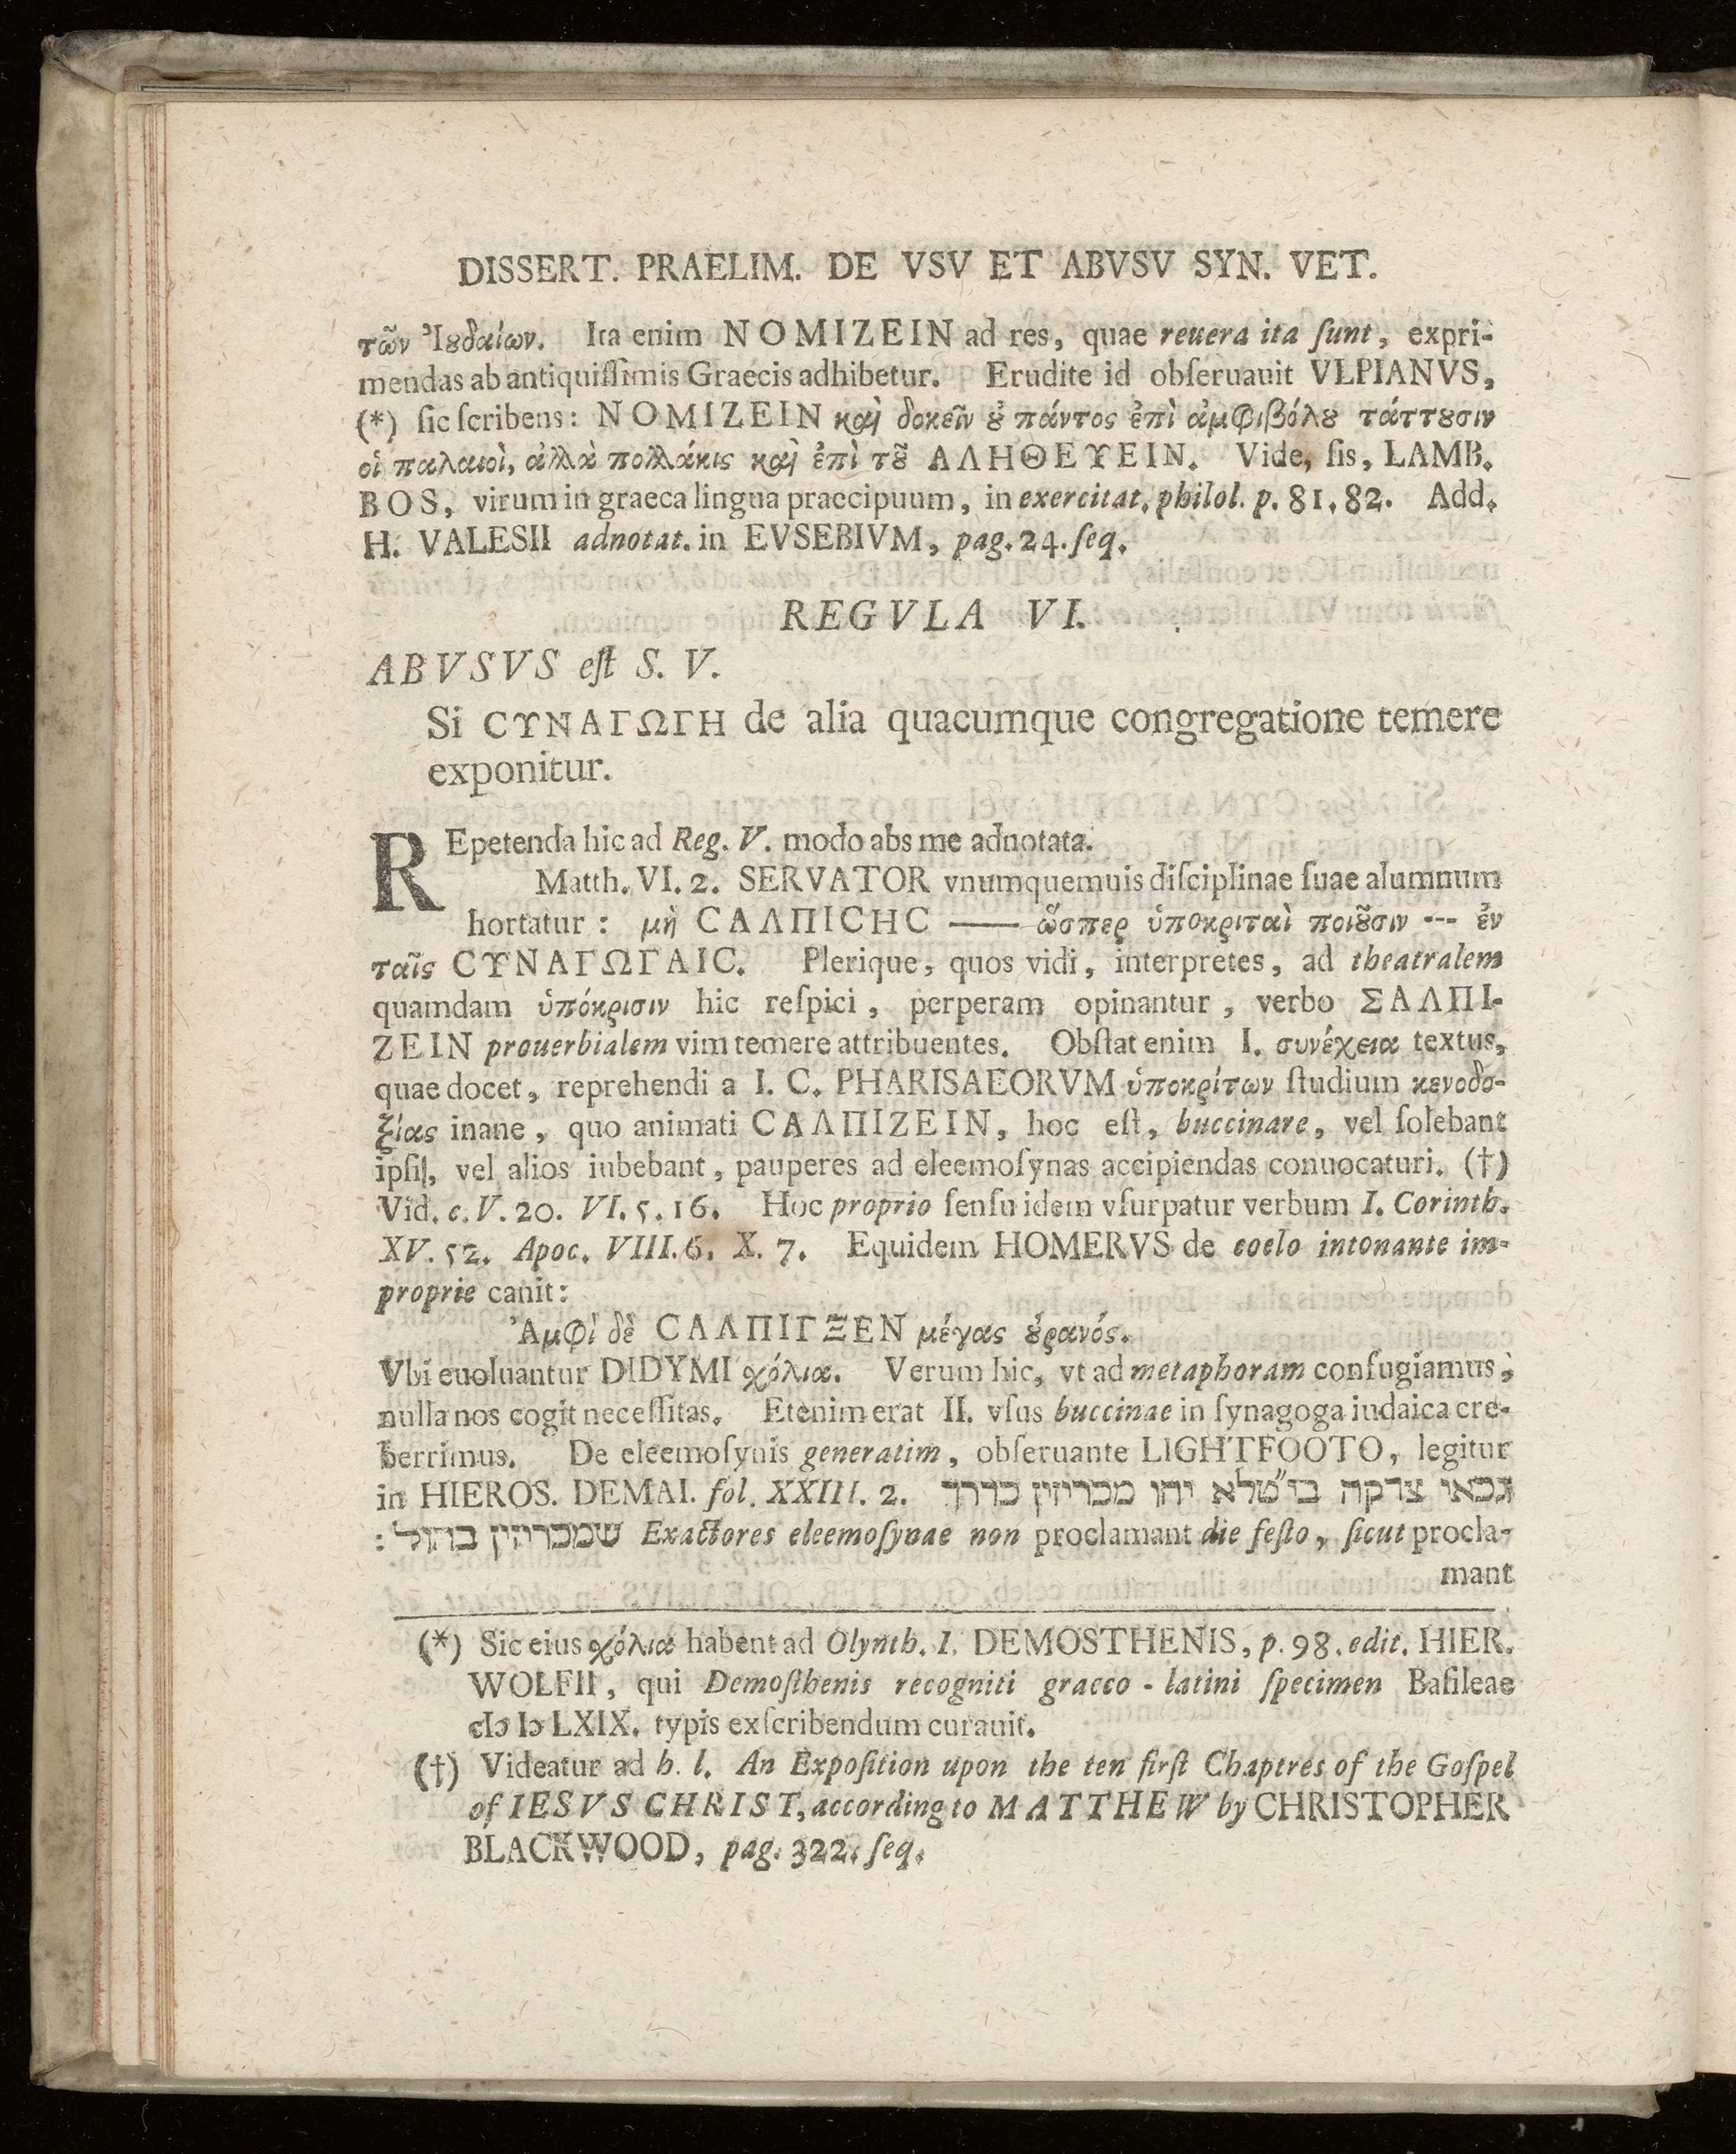 DISSERT. PRAELIM. DE VSV ET ABVSV SYN. VET.
τῶν Ἰȣδαίων. Ita enim NOMIZEIN ad res, quae reuera ita ſunt, expri-
mendas ab antiquiſſimis Graecis adhibetur. Erudite id obſeruauit VLPIANVS,
(*) ſic ſcribens: NOMIZEIN καὶ δοκεῖν ȣ̓ πάντος ἐπὶ ἀμφιβόλȣ τάττȣσιν
οἱ παλαιοὶ, ἀλλὰ πολλάκις καὶ ἐπὶ τȣ͂ ΑΛΗΘΕΥΕΙΝ. Vide, ſis, LAMB.
BOS, virum in graeca lingua praecipuum, in exercitat. philol. p. 81. 82. Add.
H. VALESII adnotat. in EVSEBIVM, pag. 24. ſeq.
REGVLA VI.
ABVSVS eſt S. V.
Si CΥΝΑΓΩΓΗ de alia quacumque congregatione temere
exponitur.
REpetenda hic ad Reg. V. modo abs me adnotata.
Matth. VI. 2. SERVATOR vnumquemuis diſciplinae ſuae alumnum
hortatur: μὴ CΑΛΠΙCΗC —— ὥσπερ ὑποκριταὶ ποιȣ͂σιν --- ἐν
ταῖς CΥΝΑΓΩΓΑΙC. Plerique, quos vidi, interpretes, ad theatralem
quamdam ὑπόκρισιν hic reſpici, perperam opinantur, verbo ΣΑΛΠΙ-
ΖΕΙΝ prouerbialem vim temere attribuentes. Obſtat enim I. συνέχεια textus,
quae docet, reprehendi a I. C. PHARISAEORVM ὑποκρίτων ſtudium κενοδο-
ξίας inane, quo animati CΑΛΠΙΖΕΙΝ, hoc eſt, buccinare, vel ſolebant
ipſi, vel alios iubebant, pauperes ad eleemoſynas accipiendas conuocaturi. (†)
Vid. c. V. 20. VI. 5. 16. Hoc proprio ſenſu idem vſurpatur verbum I. Corinth.
XV. 52. Apoc. VIII. 6. X. 7. Equidem HOMERVS de coelo intonante im-
proprie canit:
Ἀμφὶ δὲ CΑΛΠΙΓΞΕΝ μέγας ȣ̓ρανός.
Vbi euoluantur DIDYMI σχόλια. Verum hic, vt ad metaphoram confugiamus,
nulla nos cogit neceſſitas. Etenim erat II. vſus buccinae in ſynagoga iudaica cre-
berrimus. De eleemoſynis generatim, obſeruante LIGHTFOOTO, legitur
in HIEROS. DEMAI. fol. XXIII. 2. גבאי צדקה בי״טלא יהו מכריזין כדרך
שמכריזין בחול: Exactores eleemoſynae non proclamant die feſto, ſicut procla-
mant
(*) Sic eius σχόλια habent ad Olynth. I. DEMOSTHENIS, p. 98. edit. HIER.
WOLFII, qui Demoſthenis recogniti graeco-latini ſpecimen Baſileae
cIɔ Iɔ LXIX. typis exſcribendum curauit.
(†) Videatur ad h. l. An Expoſition upon the ten firſt Chaptres of the Goſpel
of IESVS CHRIST, according to MATTHEW by CHRISTOPHER
BLACKWOOD, pag. 322. ſeq.